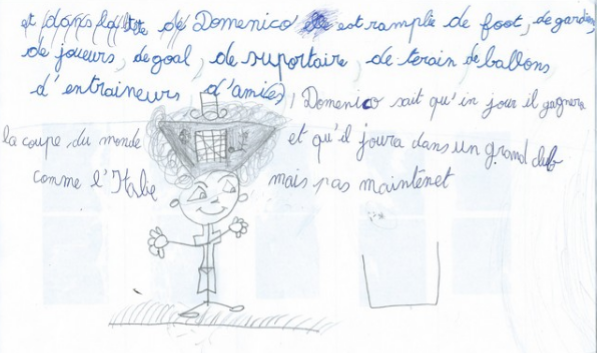 et dans la tete de Domenico est ramplie de foot, de gardien,
de joueurs, de goal, de suportaire, de terain de ballons
d'entraineurs d'amies, Domenico sait qu'in jour il gagnera
la coupe du monde et qu'il joura dans un grand club
comme l'Italie mais pas maintenet